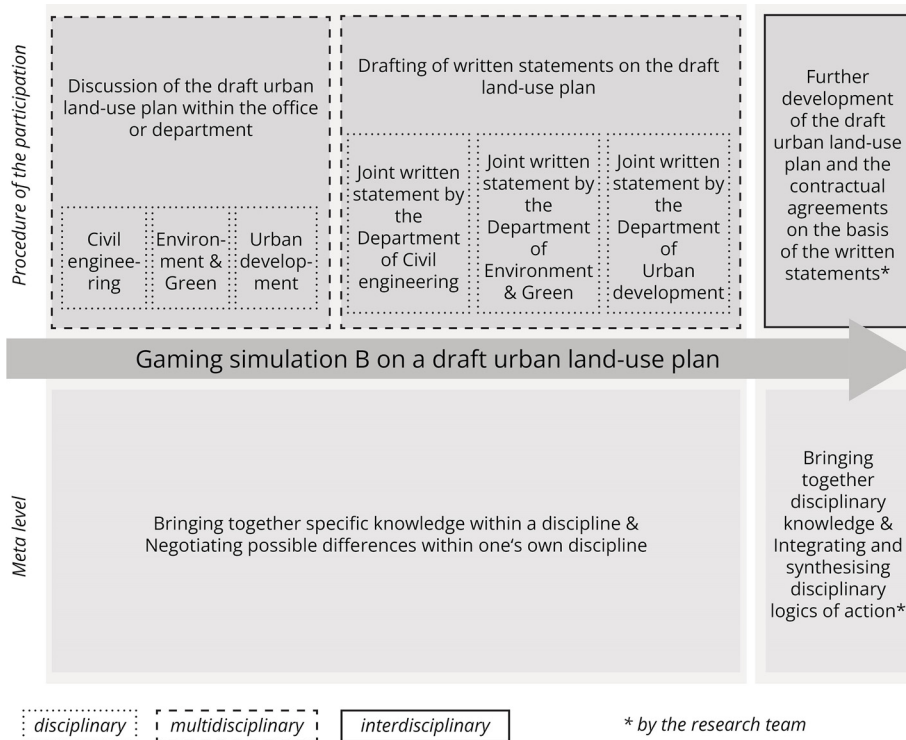 Procedure of the participation
Discussion of the draft urban
land-use plan within the office
or department
Civil
enginee-
ring
Environ-
ment &
Green
Urban
develop-
ment
Drafting of written statements on the draft
land-use plan
Joint written
statement by
the
Department
of Civil
engineering
Joint written
statement by
the
Department
of
Environment
& Green
Joint written
statement by
the
Department
of
Urban
development
Further
development
of the draft
urban land-use
plan and the
contractual
agreements
on the basis
of the written
statements*
Gaming simulation B on a draft urban land-use plan
Meta level
Bringing together specific knowledge within a discipline &
Negotiating possible differences within one‘s own discipline
Bringing
together
disciplinary
knowledge &
Integrating and
synthesising
disciplinary
logics of action*
disciplinary
multidisciplinary
interdisciplinary
* by the research team